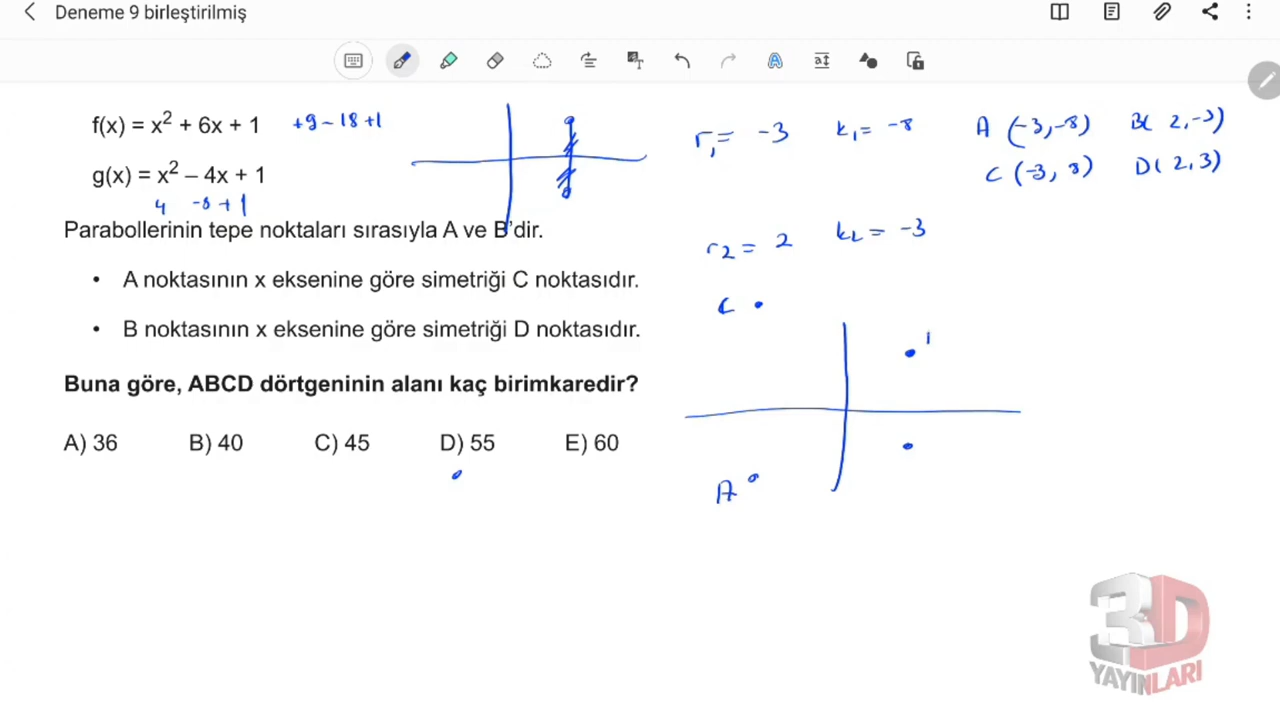 Deneme 9 birleştirilmiş
f(x) = x² + 6x + 1 +9 - 18 +1
g(x) = x² – 4x + 1
4 -8 + 1
Parabollerinin tepe noktaları sırasıyla A ve B'dir.
• A noktasının x eksenine göre simetriği C noktasıdır.
• B noktasının x eksenine göre simetriği D noktasıdır.
Buna göre, ABCD dörtgeninin alanı kaç birimkaredir?
A) 36 B) 40 C) 45 D) 55 E) 60
r₁ = -3 k₁ = -8
A (-3,-8) B( 2,-3)
C (-3, 8) D( 2, 3)
r2 = 2 k2 = -3
C
A
3D
YAYINLARI